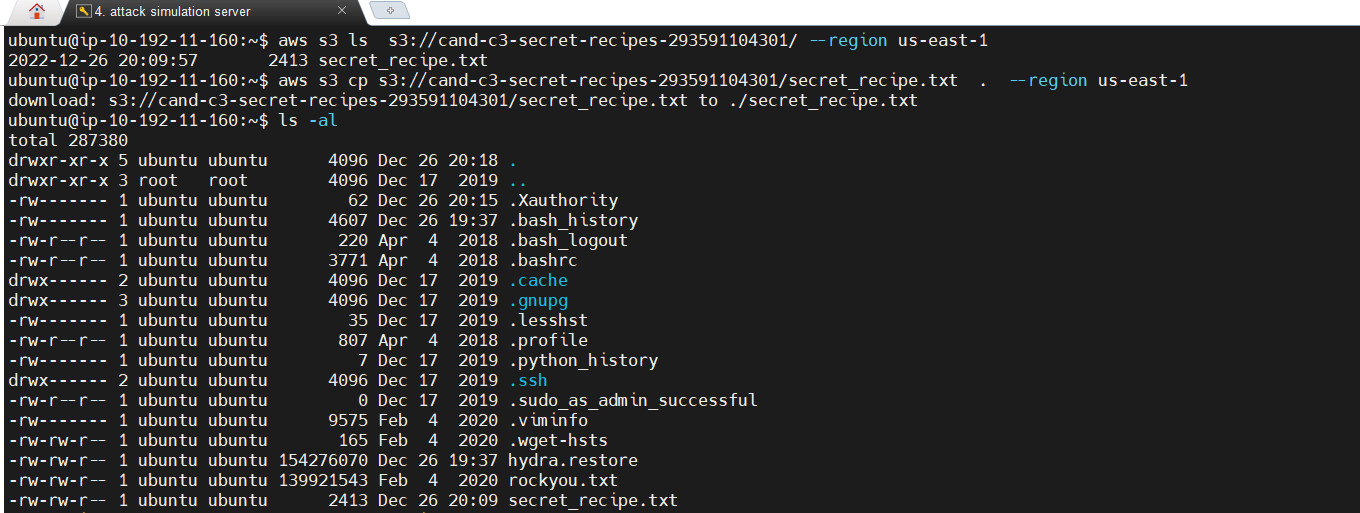 4. attack simulation server
ubuntu@ip-10-192-11-160:~$ aws s3 ls  s3://cand-c3-secret-recipes-293591104301/ --region us-east-1
2022-12-26 20:09:57       2413 secret_recipe.txt
ubuntu@ip-10-192-11-160:~$ aws s3 cp s3://cand-c3-secret-recipes-293591104301/secret_recipe.txt  .  --region us-east-1
download: s3://cand-c3-secret-recipes-293591104301/secret_recipe.txt to ./secret_recipe.txt
ubuntu@ip-10-192-11-160:~$ ls -al
total 287380
drwxr-xr-x 5 ubuntu ubuntu      4096 Dec 26 20:18 .
drwxr-xr-x 3 root   root        4096 Dec 17  2019 ..
-rw------- 1 ubuntu ubuntu        62 Dec 26 20:15 .Xauthority
-rw------- 1 ubuntu ubuntu      4607 Dec 26 19:37 .bash_history
-rw-r--r-- 1 ubuntu ubuntu       220 Apr  4  2018 .bash_logout
-rw-r--r-- 1 ubuntu ubuntu      3771 Apr  4  2018 .bashrc
drwx------ 2 ubuntu ubuntu      4096 Dec 17  2019 .cache
drwx------ 3 ubuntu ubuntu      4096 Dec 17  2019 .gnupg
-rw------- 1 ubuntu ubuntu        35 Dec 17  2019 .lesshst
-rw-r--r-- 1 ubuntu ubuntu       807 Apr  4  2018 .profile
-rw------- 1 ubuntu ubuntu         7 Dec 17  2019 .python_history
drwx------ 2 ubuntu ubuntu      4096 Dec 17  2019 .ssh
-rw-r--r-- 1 ubuntu ubuntu         0 Dec 17  2019 .sudo_as_admin_successful
-rw------- 1 ubuntu ubuntu      9575 Feb  4  2020 .viminfo
-rw-rw-r-- 1 ubuntu ubuntu       165 Feb  4  2020 .wget-hsts
-rw-rw-r-- 1 ubuntu ubuntu 154276070 Dec 26 19:37 hydra.restore
-rw-rw-r-- 1 ubuntu ubuntu 139921543 Feb  4  2020 rockyou.txt
-rw-rw-r-- 1 ubuntu ubuntu      2413 Dec 26 20:09 secret_recipe.txt